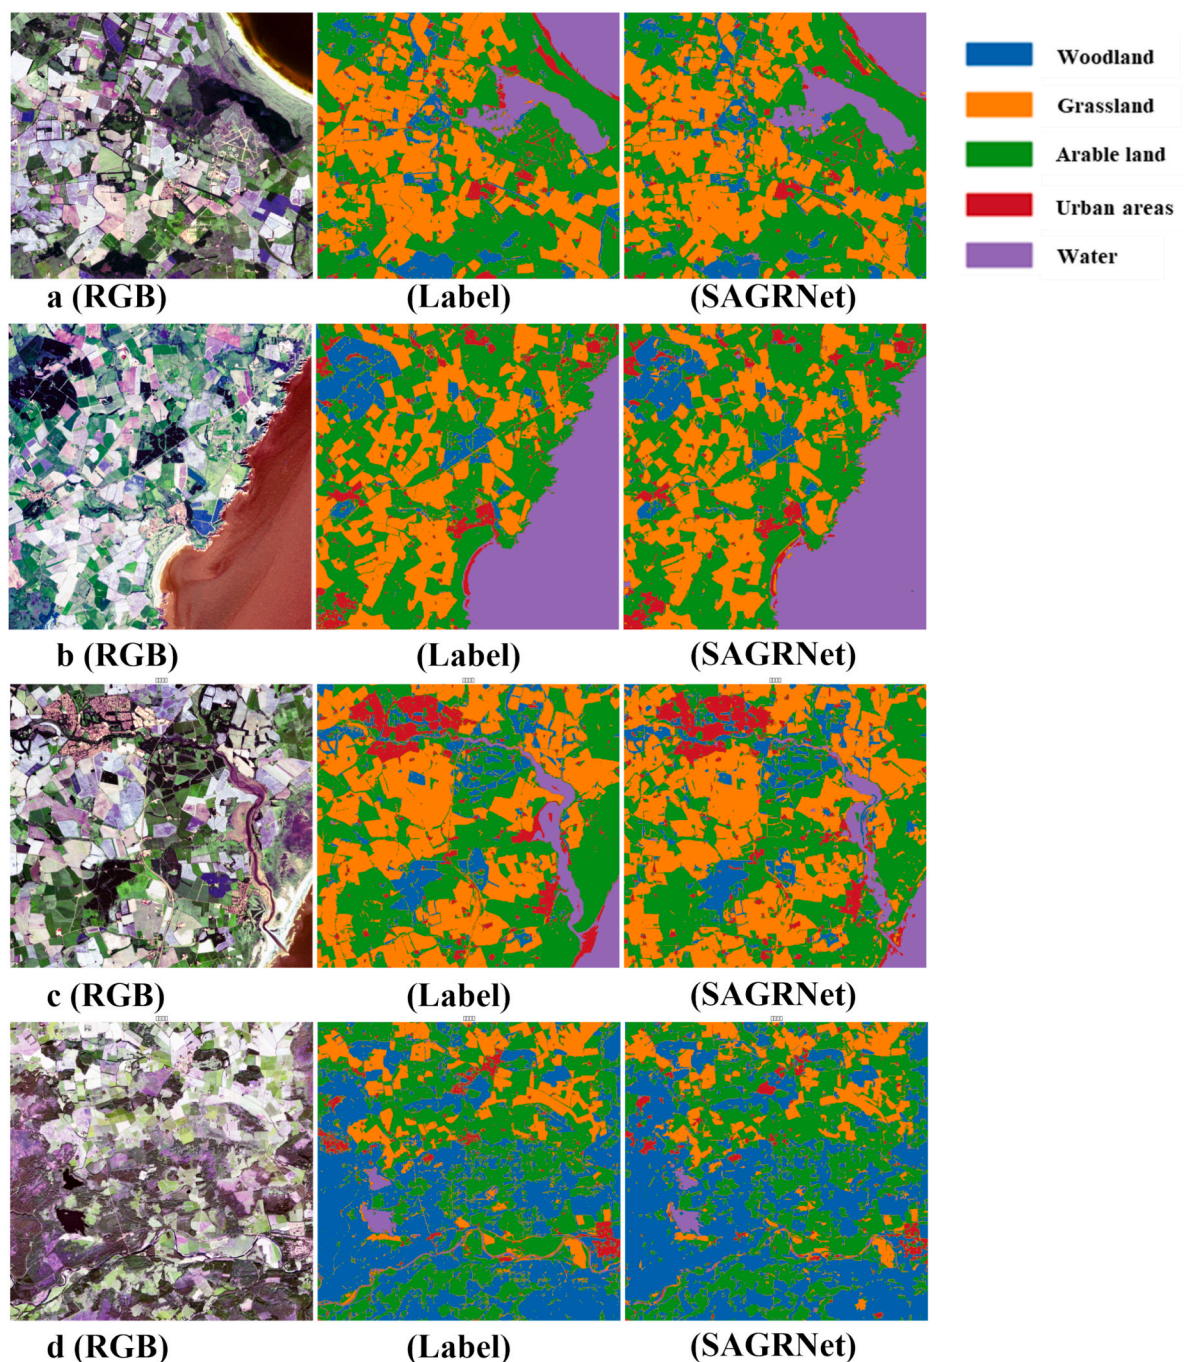 Woodland
Grassland
Arable land
Urban areas
Water
a (RGB) (Label) (SAGRNet)
b (RGB) (Label) (SAGRNet)
c (RGB) (Label) (SAGRNet)
d (RGB) (Label) (SAGRNet)